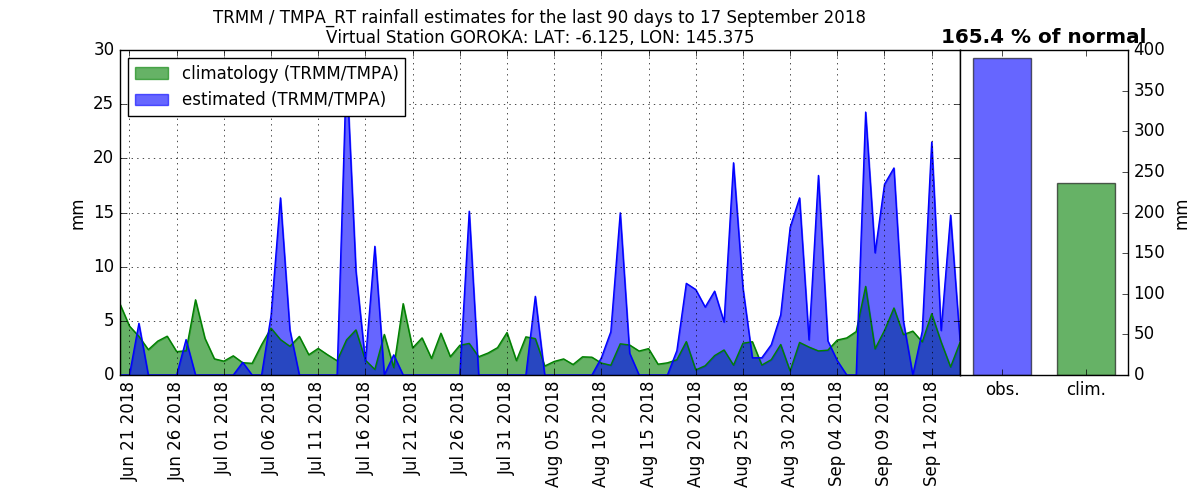 TRMM / TMPA_RT rainfall estimates for the last 90 days to 17 September 2018
Virtual Station GOROKA: LAT: -6.125, LON: 145.375
165.4 % of normal
climatology (TRMM/TMPA)
estimated (TRMM/TMPA)
30
25
20
15
10
5
0
mm
Jun 21 2018
Jun 26 2018
Jul 01 2018
Jul 06 2018
Jul 11 2018
Jul 16 2018
Jul 21 2018
Jul 26 2018
Jul 31 2018
Aug 05 2018
Aug 10 2018
Aug 15 2018
Aug 20 2018
Aug 25 2018
Aug 30 2018
Sep 04 2018
Sep 09 2018
Sep 14 2018
obs.
clim.
400
350
300
250
200
150
100
50
0
mm